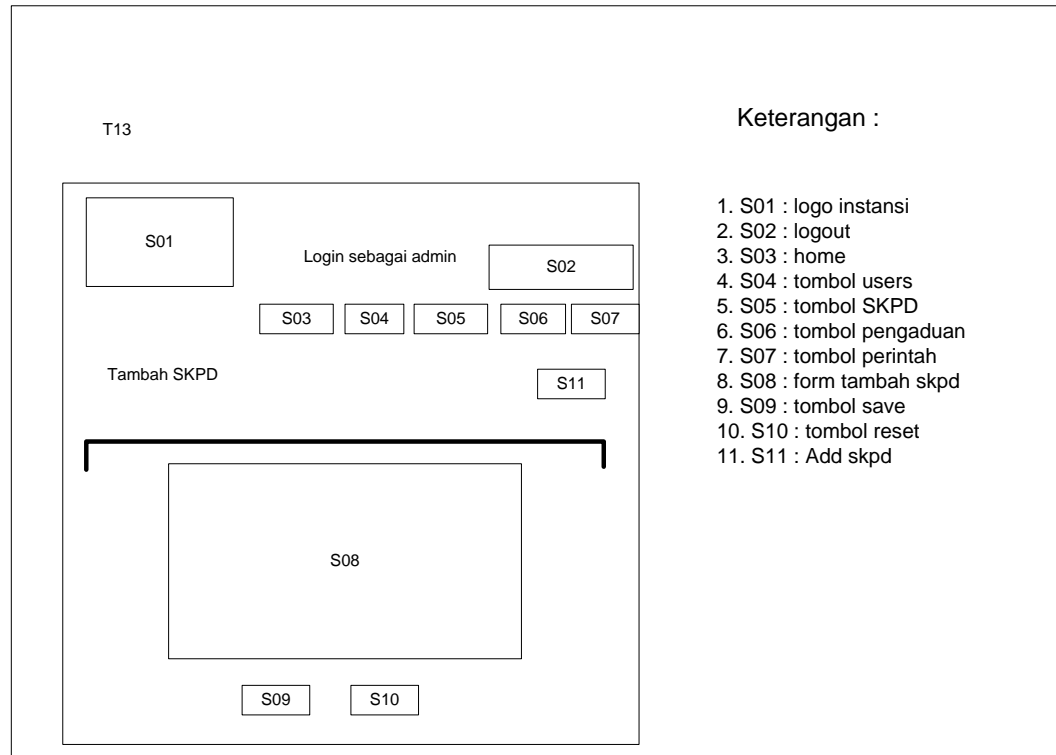 T13
Keterangan :
S01
Login sebagai admin
S02
S03 S04 S05 S06 S07
Tambah SKPD
S11
S08
S09 S10
1. S01 : logo instansi
2. S02 : logout
3. S03 : home
4. S04 : tombol users
5. S05 : tombol SKPD
6. S06 : tombol pengaduan
7. S07 : tombol perintah
8. S08 : form tambah skpd
9. S09 : tombol save
10. S10 : tombol reset
11. S11 : Add skpd